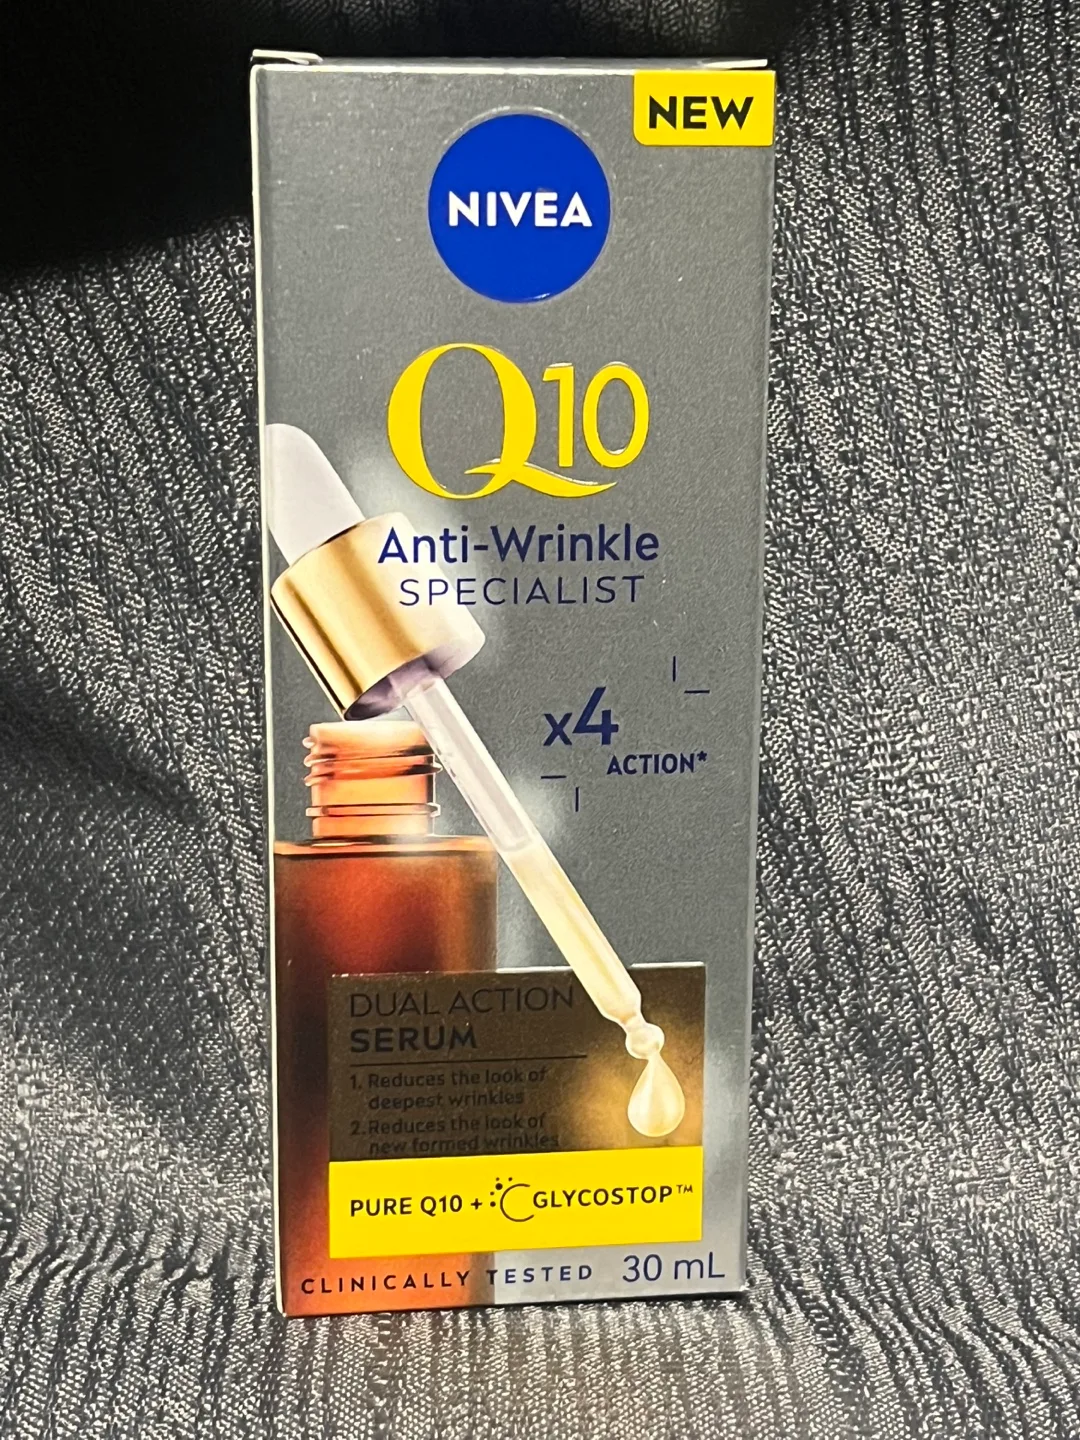 NEW
NIVEA
Q10
Anti-Wrinkle
SPECIALIST
x4
ACTION*
DUAL ACTION
SERUM
1. Reduces the look of
deepest wrinkles
2. Reduces the look of
new formed wrinkles
PURE Q10 + GLYCOSTOP™
CLINICALLY TESTED 30 mL